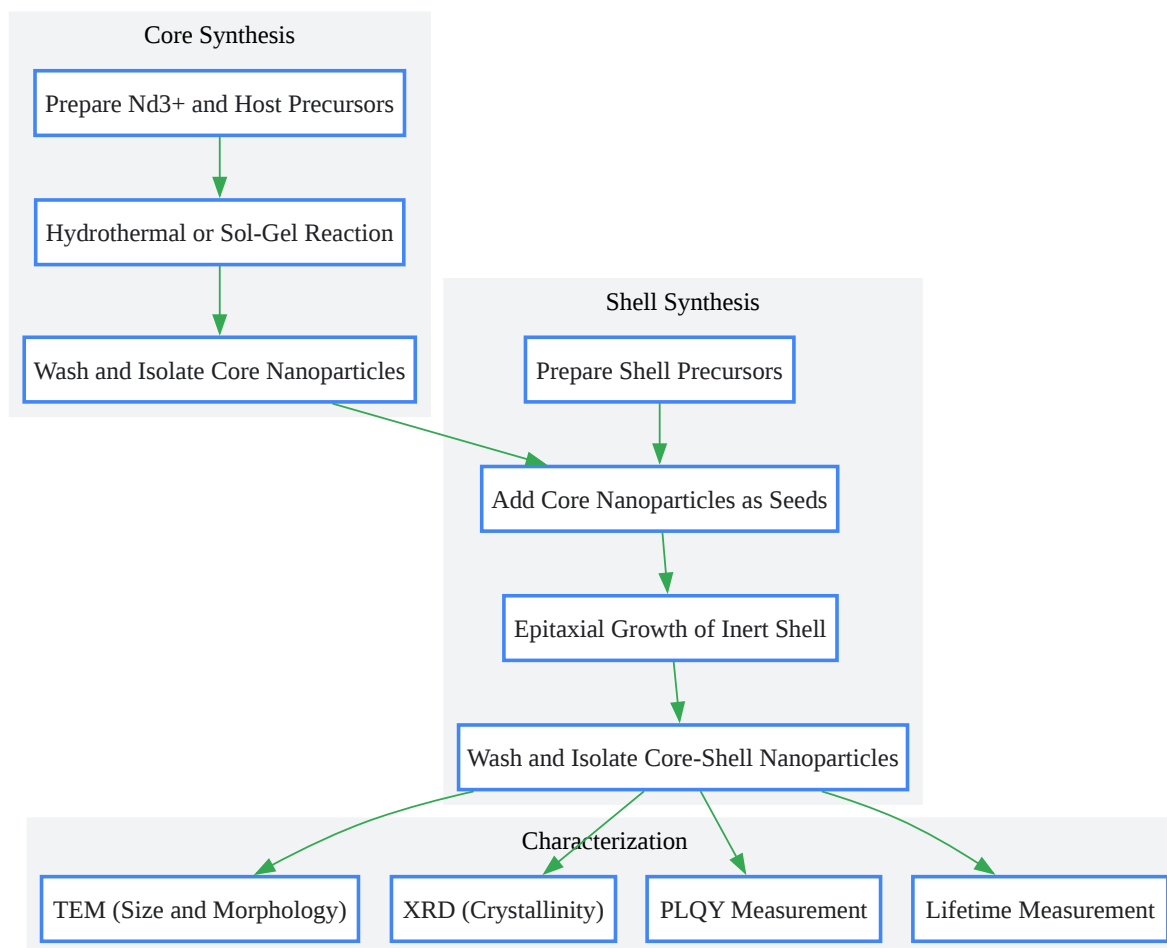 Core Synthesis
Prepare Nd3+ and Host Precursors
Hydrothermal or Sol-Gel Reaction
Wash and Isolate Core Nanoparticles
Shell Synthesis
Prepare Shell Precursors
Add Core Nanoparticles as Seeds
Epitaxial Growth of Inert Shell
Wash and Isolate Core-Shell Nanoparticles
Characterization
TEM (Size and Morphology)
XRD (Crystallinity)
PLQY Measurement
Lifetime Measurement